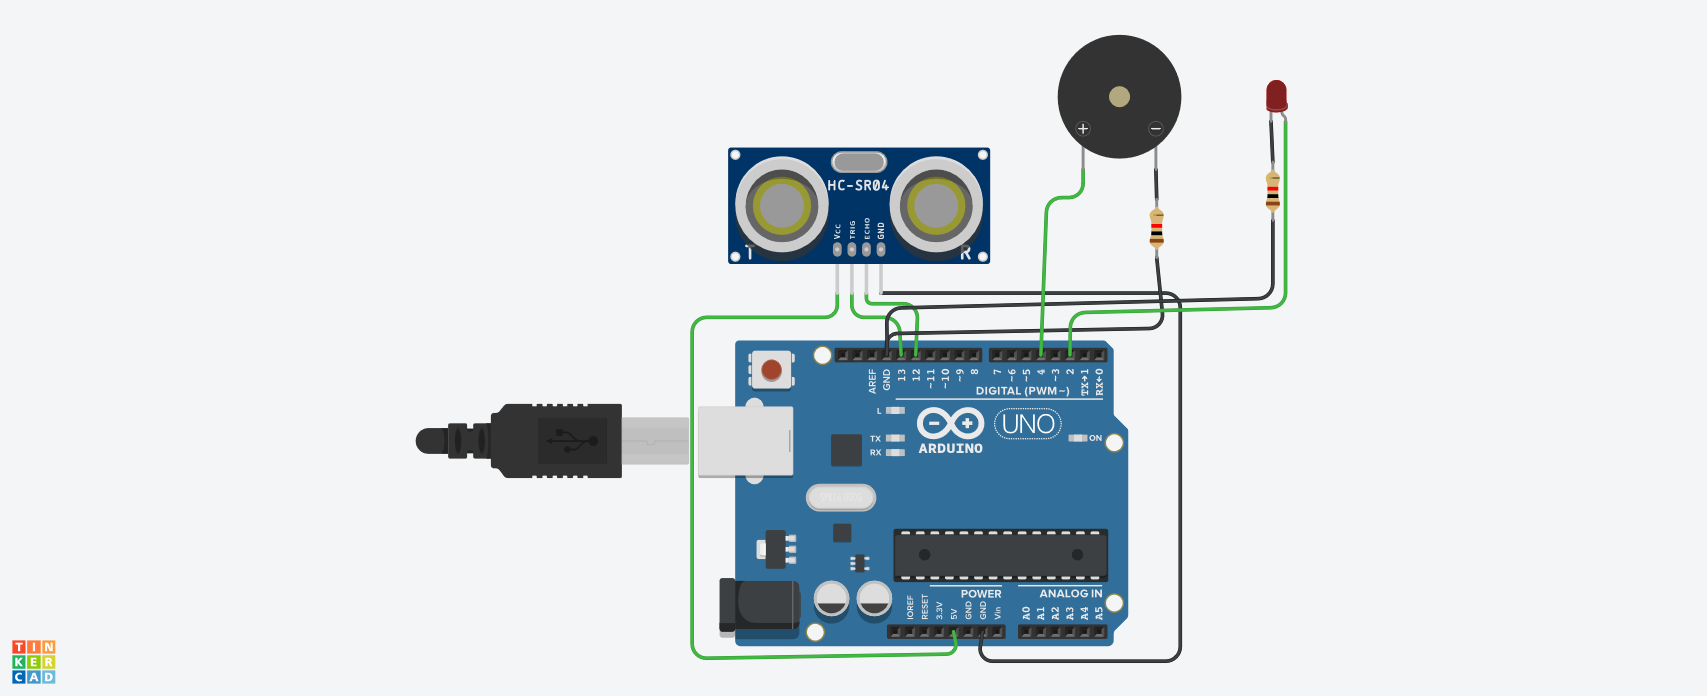 HC-SR04
Vcc
TRIG
ECHO
GND
T
R
+
−
AREF
GND
13
12
~11
~10
~9
8
7
~6
~5
4
~3
2
TX→1
RX←0
DIGITAL (PWM~)
L
TX
RX
ARDUINO
UNO
ON
IOREF
RESET
3.3V
5V
GND
GND
Vin
POWER
ANALOG IN
A0
A1
A2
A3
A4
A5
TIN
KER
CAD